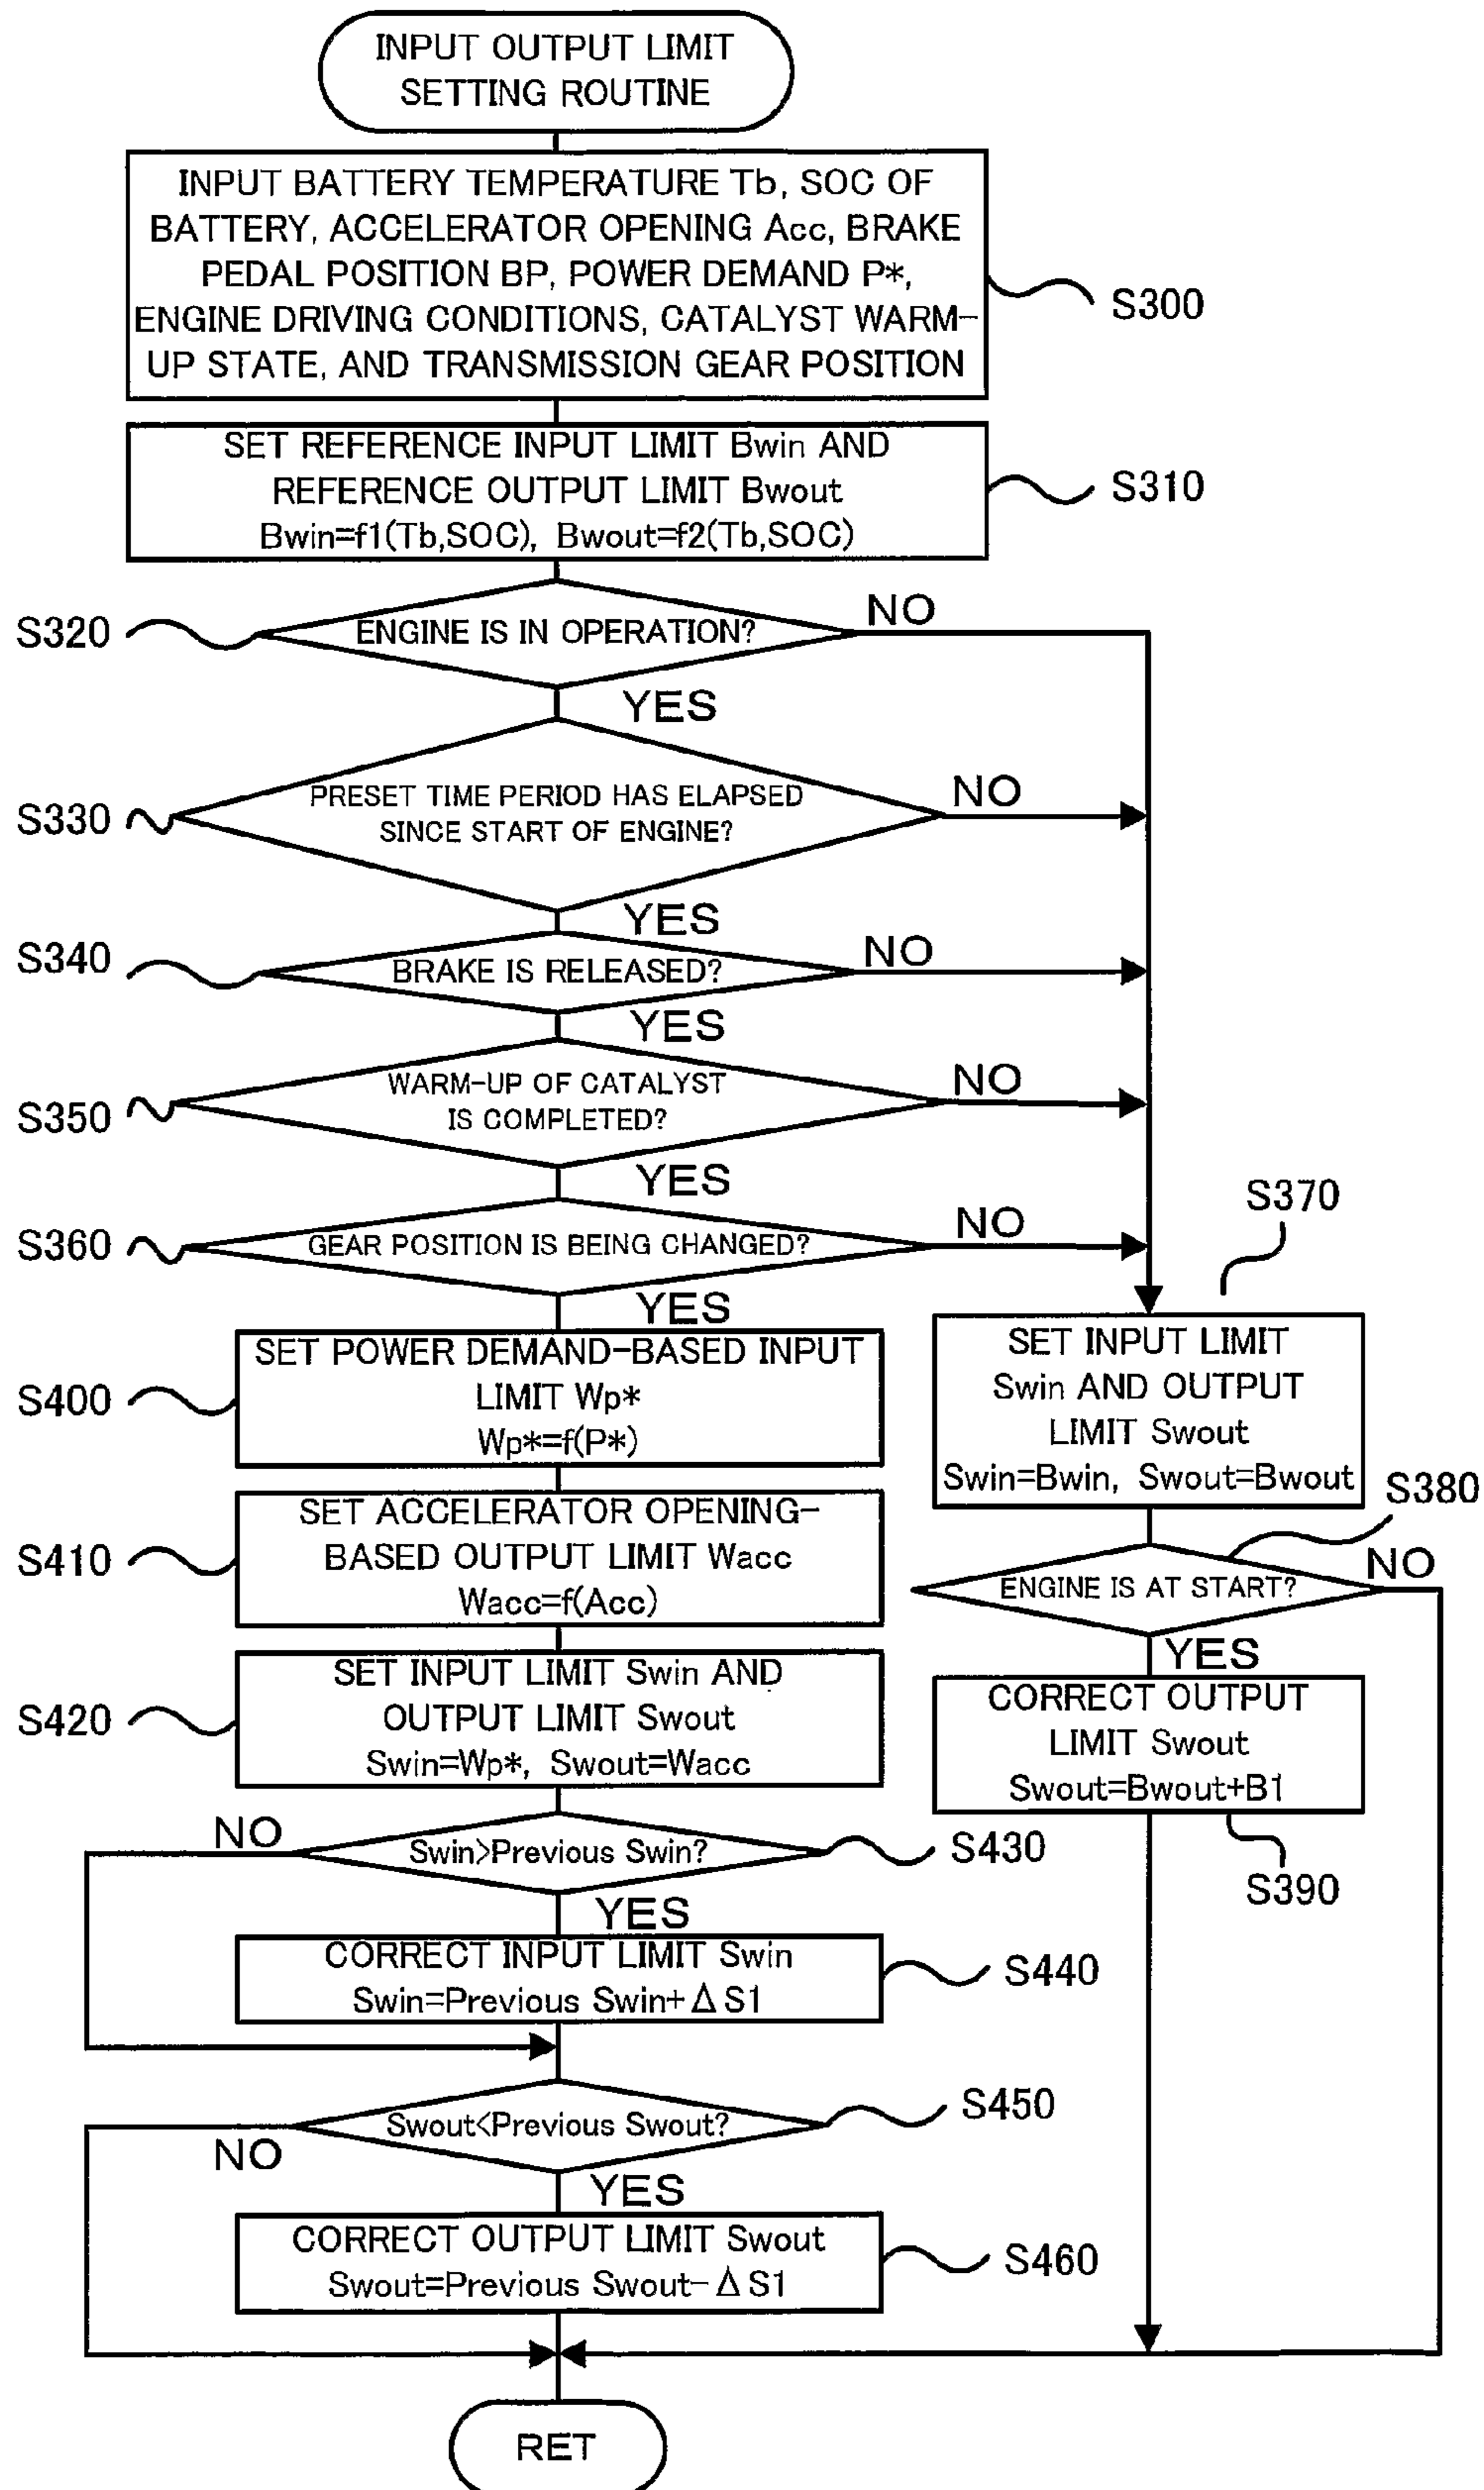 INPUT OUTPUT LIMIT
SETTING ROUTINE
INPUT BATTERY TEMPERATURE Tb, SOC OF
BATTERY, ACCELERATOR OPENING Acc, BRAKE
PEDAL POSITION BP, POWER DEMAND P*,
ENGINE DRIVING CONDITIONS, CATALYST WARM-
UP STATE, AND TRANSMISSION GEAR POSITION
S300
SET REFERENCE INPUT LIMIT Bwin AND
REFERENCE OUTPUT LIMIT Bwout
Bwin=f1(Tb,SOC), Bwout=f2(Tb,SOC)
S310
S320
ENGINE IS IN OPERATION?
NO
YES
S330
PRESET TIME PERIOD HAS ELAPSED
SINCE START OF ENGINE?
NO
YES
S340
BRAKE IS RELEASED?
NO
YES
S350
WARM-UP OF CATALYST
IS COMPLETED?
NO
YES
S360
GEAR POSITION IS BEING CHANGED?
NO
YES
S370
SET INPUT LIMIT
Swin AND OUTPUT
LIMIT Swout
Swin=Bwin, Swout=Bwout
S380
ENGINE IS AT START?
NO
YES
CORRECT OUTPUT
LIMIT Swout
Swout=Bwout+B1
S390
S400
SET POWER DEMAND-BASED INPUT
LIMIT Wp*
Wp*=f(P*)
S410
SET ACCELERATOR OPENING-
BASED OUTPUT LIMIT Wacc
Wacc=f(Acc)
S420
SET INPUT LIMIT Swin AND
OUTPUT LIMIT Swout
Swin=Wp*, Swout=Wacc
NO
Swin>Previous Swin?
S430
YES
CORRECT INPUT LIMIT Swin
Swin=Previous Swin+ΔS1
S440
Swout<Previous Swout?
S450
NO
YES
CORRECT OUTPUT LIMIT Swout
Swout=Previous Swout-ΔS1
S460
RET